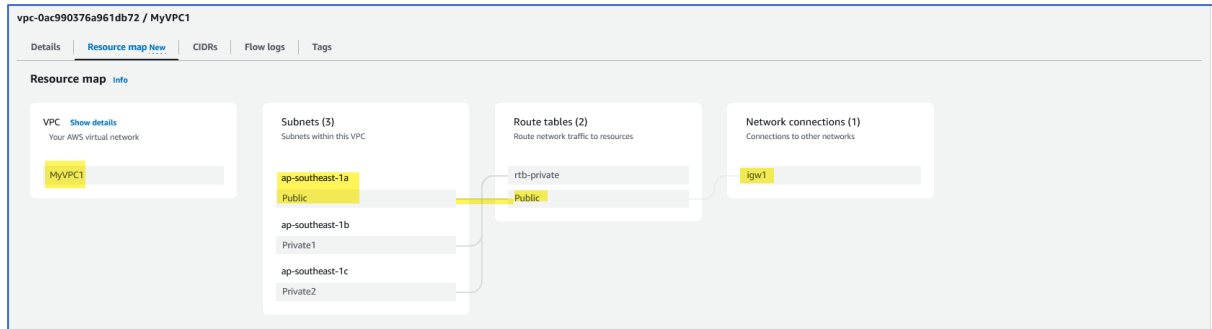 vpc-0ac990376a961db72 / MyVPC1
Details Resource map New CIDRs Flow logs Tags
Resource map Info
VPC Show details
Your AWS virtual network
MyVPC1
Subnets (3)
Subnets within this VPC
ap-southeast-1a
Public
ap-southeast-1b
Private1
ap-southeast-1c
Private2
Route tables (2)
Route network traffic to resources
rtb-private
Public
Network connections (1)
Connections to other networks
igw1